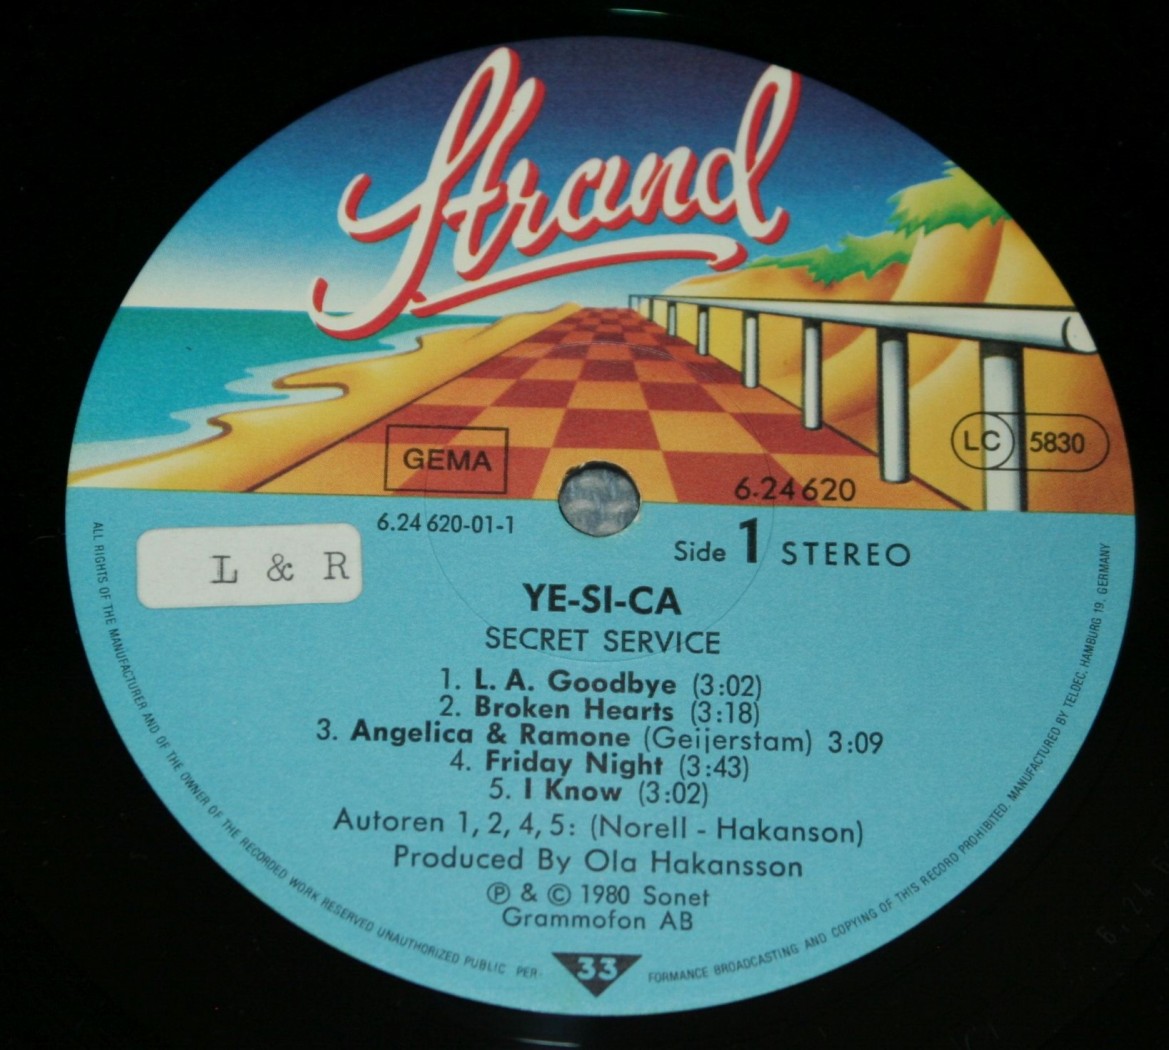 Strand
GEMA
LC 5830
6.24620
6.24 620-01-1
Side 1 STEREO
L & R
YE-SI-CA
SECRET SERVICE
1. L. A. Goodbye (3:02)
2. Broken Hearts (3:18)
3. Angelica & Ramone (Geijerstam) 3:09
4. Friday Night (3:43)
5. I Know (3:02)
Autoren 1, 2, 4, 5: (Norell - Hakanson)
Produced By Ola Hakansson
Ⓟ & © 1980 Sonet
Grammofon AB
33
ALL RIGHTS OF THE MANUFACTURER AND OF THE OWNER OF THE RECORDED WORK RESERVED UNAUTHORIZED PUBLIC PER-
FORMANCE BROADCASTING AND COPYING OF THIS RECORD PROHIBITED. MANUFACTURED BY TELDEC, HAMBURG 19. GERMANY